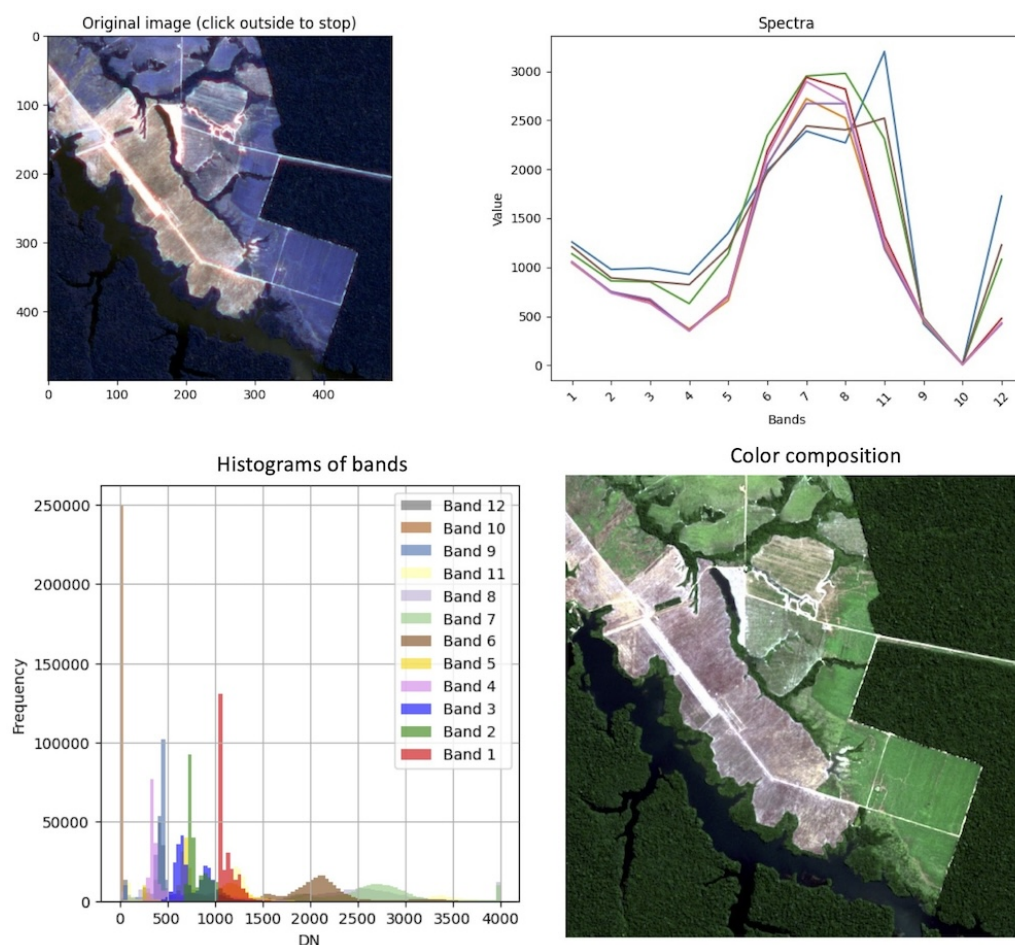 Original image (click outside to stop)
0
100
200
300
400
0
100
200
300
400
Spectra
3000
2500
2000
1500
1000
500
0
Value
1
2
3
4
5
6
7
8
11
9
10
12
Bands
Histograms of bands
250000
200000
150000
100000
50000
0
Frequency
Band 12
Band 10
Band 9
Band 11
Band 8
Band 7
Band 6
Band 5
Band 4
Band 3
Band 2
Band 1
0
500
1000
1500
2000
2500
3000
3500
4000
DN
Color composition